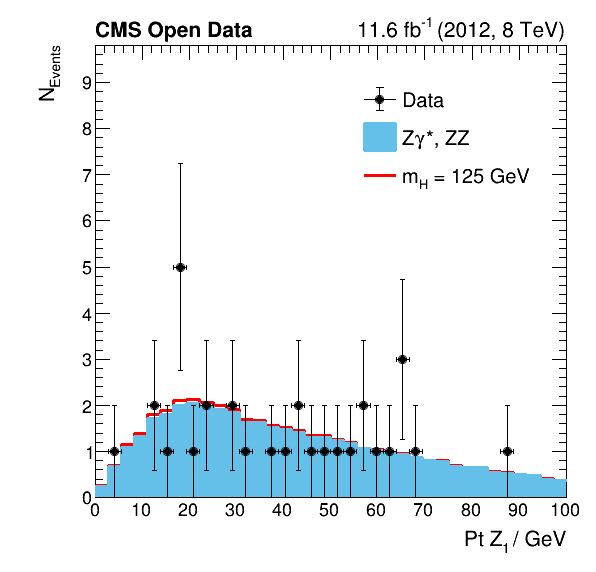 CMS Open Data 11.6 fb⁻¹ (2012, 8 TeV)
N_Events
Data
Zγ*, ZZ
m_H = 125 GeV
9
8
7
6
5
4
3
2
1
0
0 10 20 30 40 50 60 70 80 90 100
Pt Z₁ / GeV